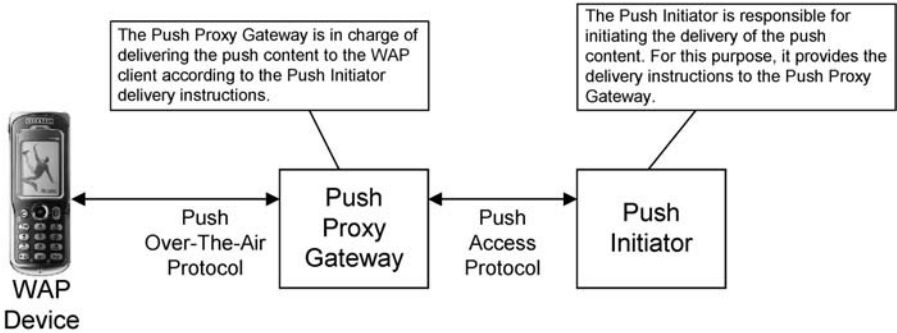 The Push Proxy Gateway is in charge of
delivering the push content to the WAP
client according to the Push Initiator
delivery instructions.
The Push Initiator is responsible for
initiating the delivery of the push
content. For this purpose, it provides the
delivery instructions to the Push Proxy
Gateway.
Push
Over-The-Air
Protocol
Push
Proxy
Gateway
Push
Access
Protocol
Push
Initiator
WAP
Device